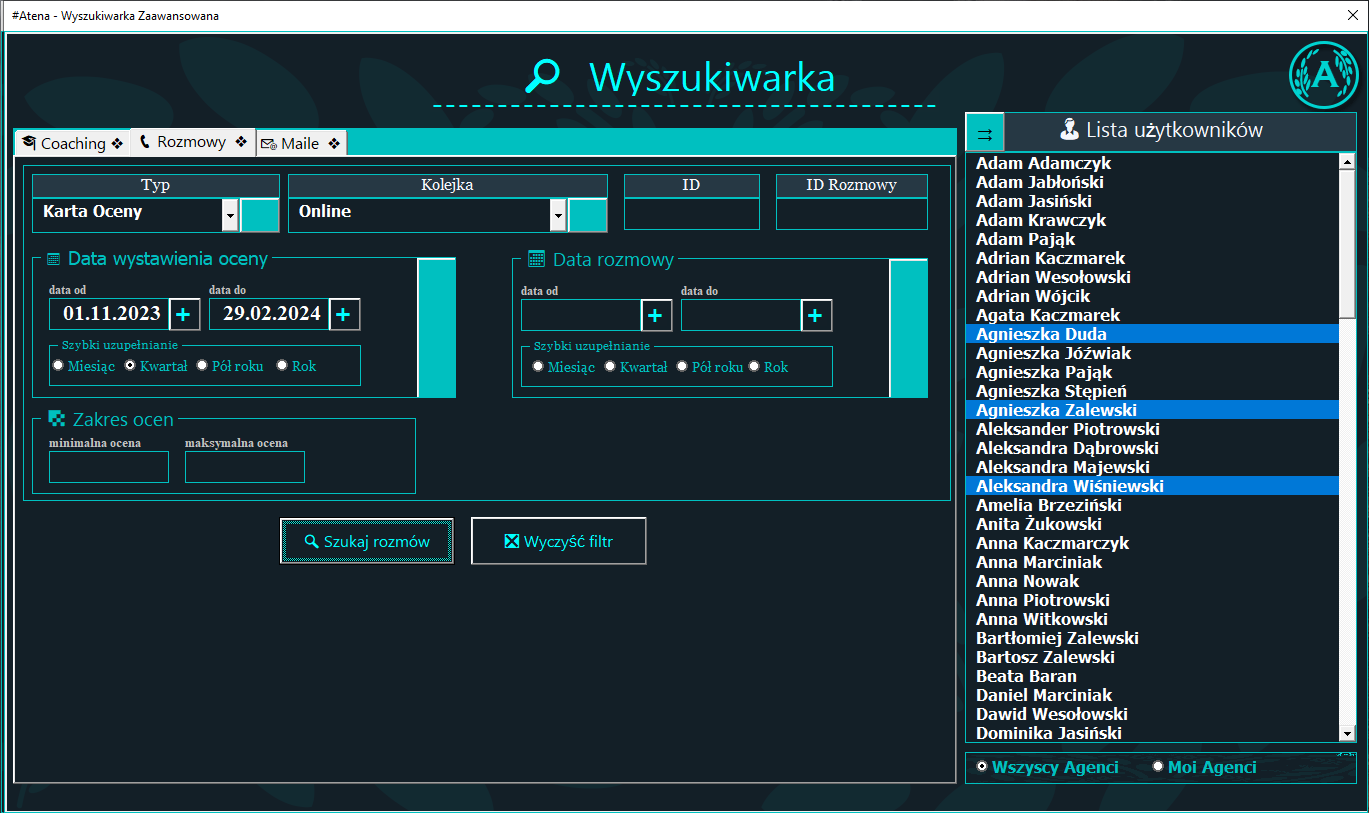 #Atena - Wyszukiwarka Zaawansowana
Wyszukiwarka
A
Coaching
Rozmowy
Maile
Typ
Kolejka
ID
ID Rozmowy
Karta Oceny
Online
Data wystawienia oceny
data od
data do
01.11.2023
+
29.02.2024
+
Szybki uzupełnianie
Miesiąc
Kwartał
Pół roku
Rok
Data rozmowy
data od
data do
+
+
Szybki uzupełnianie
Miesiąc
Kwartał
Pół roku
Rok
Zakres ocen
minimalna ocena
maksymalna ocena
Szukaj rozmów
Wyczyść filtr
Lista użytkowników
Adam Adamczyk
Adam Jabłoński
Adam Jasiński
Adam Krawczyk
Adam Pająk
Adrian Kaczmarek
Adrian Wesołowski
Adrian Wójcik
Agata Kaczmarek
Agnieszka Duda
Agnieszka Jóźwiak
Agnieszka Pająk
Agnieszka Stępień
Agnieszka Zalewski
Aleksander Piotrowski
Aleksandra Dąbrowski
Aleksandra Majewski
Aleksandra Wiśniewski
Amelia Brzeziński
Anita Żukowski
Anna Kaczmarczyk
Anna Marciniak
Anna Nowak
Anna Piotrowski
Anna Witkowski
Bartłomiej Zalewski
Bartosz Zalewski
Beata Baran
Daniel Marciniak
Dawid Wesołowski
Dominika Jasiński
Wszyscy Agenci
Moi Agenci